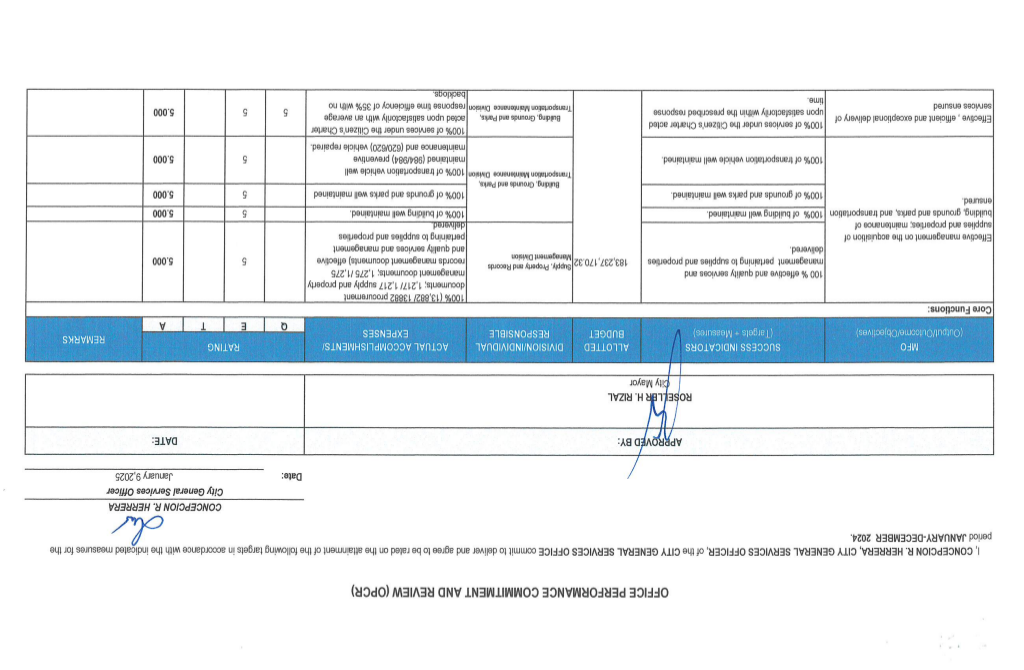 OFFICE PERFORMANCE COMMITMENT AND REVIEW (OPCR)
I, CONCEPCION R. HERRERA, CITY GENERAL SERVICES OFFICER, of the CITY GENERAL SERVICES OFFICE commit to deliver and agree to be rated on the attainment of the following targets in accordance with the indicated measures for the
period JANUARY-DECEMBER 2024.
CONCEPCION R. HERRERA
City General Services Officer
Date: January 9,2025
APPROVED BY: DATE:
ROSELLER H. RIZAL
City Mayor
MFO
(Output/Outcome/Objectives)
SUCCESS INDICATORS
(Targets + Measures)
ALLOTTED
BUDGET
DIVISION/INDIVIDUAL
RESPONSIBLE
ACTUAL ACCOMPLISHMENTS/
EXPENSES
RATING
Q E T A
REMARKS
Core Functions:
Effective management on the acquisition of
supplies and properties; maintenance of
building, grounds and parks, and transportation
ensured.
100 % effective and quality services and
management pertaining to supplies and properties
delivered.
183,237,170.32
Supply, Property and Records
Management Division
100% (13,882/ 13882 procurement
documents; 1,217/ 1,217 supply and property
management documents; 1,275 /1,275
records management documents) effective
and quality services and management
pertaining to supplies and properties
delivered.
5 5.000
100% of building well maintained.
Building, Grounds and Parks,
Transportation Maintenance Division
100% of building well maintained.
5 5.000
100% of grounds and parks well maintained.
100% of grounds and parks well maintained
5 5.000
100% of transportation vehicle well maintained.
100% of transportation vehicle well
maintained (984/984) preventive
maintenance and (620/620) vehicle repaired.
5 5.000
Effective , efficient and exceptional delivery of
services ensured
100% of services under the Citizen's Charter acted
upon satisfactorily within the prescribed response
time.
Building, Grounds and Parks,
Transportation Maintenance Division
100% of services under the Citizen's Charter
acted upon satisfactorily with an average
response time efficiency of 35% with no
backlogs.
5 5 5.000